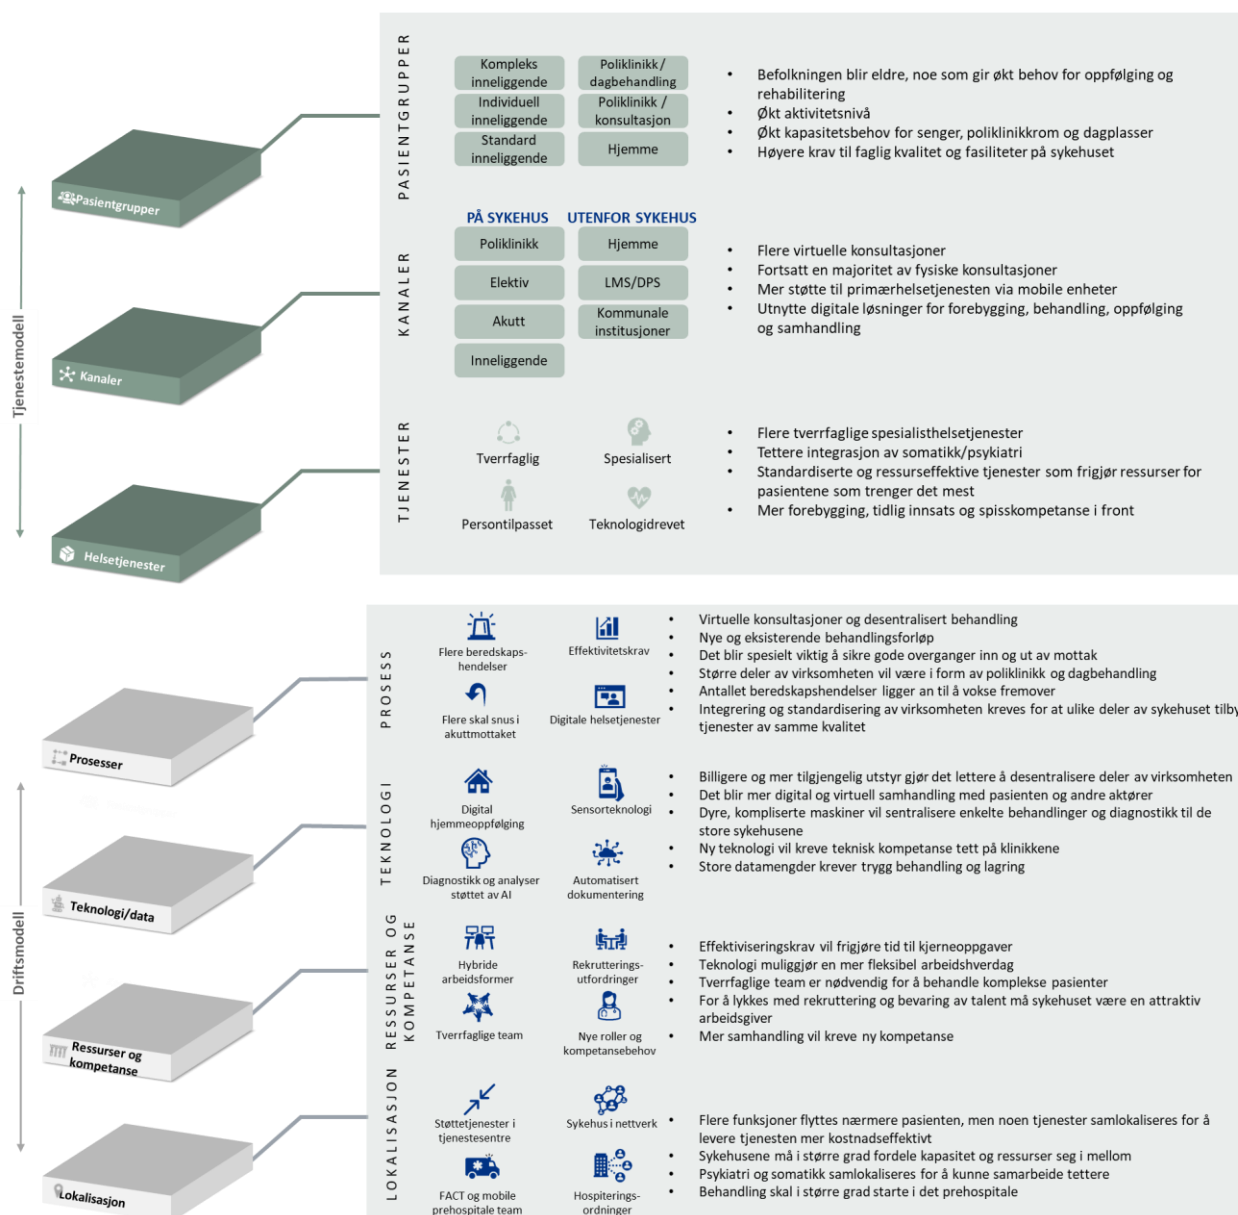 Tjenestemodell
Pasientgrupper
Kanaler
Helsetjenester
PASIENTGRUPPER
Kompleks
inneliggende
Poliklinikk /
dagbehandling
Individuell
inneliggende
Poliklinikk /
konsultasjon
Standard
inneliggende
Hjemme
• Befolkningen blir eldre, noe som gir økt behov for oppfølging og
rehabilitering
• Økt aktivitetsnivå
• Økt kapasitetsbehov for senger, poliklinikkrom og dagplasser
• Høyere krav til faglig kvalitet og fasiliteter på sykehuset
KANALER
PÅ SYKEHUS
UTENFOR SYKEHUS
Poliklinikk
Hjemme
Elektiv
LMS/DPS
Akutt
Kommunale
institusjoner
Inneliggende
• Flere virtuelle konsultasjoner
• Fortsatt en majoritet av fysiske konsultasjoner
• Mer støtte til primærhelsetjenesten via mobile enheter
• Utnytte digitale løsninger for forebygging, behandling, oppfølging
og samhandling
TJENESTER
Tverrfaglig
Spesialisert
Persontilpasset
Teknologidrevet
• Flere tverrfaglige spesialisthelsetjenester
• Tettere integrasjon av somatikk/psykiatri
• Standardiserte og ressurseffektive tjenester som frigjør ressurser for
pasientene som trenger det mest
• Mer forebygging, tidlig innsats og spisskompetanse i front
Driftsmodell
Prosesser
Teknologi/data
Ressurser og
kompetanse
Lokalisasjon
PROSESS
Flere beredskaps-
hendelser
Effektivitetskrav
Flere skal snus i
akuttmottaket
Digitale helsetjenester
• Virtuelle konsultasjoner og desentralisert behandling
• Nye og eksisterende behandlingsforløp
• Det blir spesielt viktig å sikre gode overganger inn og ut av mottak
• Større deler av virksomheten vil være i form av poliklinikk og dagbehandling
• Antallet beredskapshendelser ligger an til å vokse fremover
• Integrering og standardisering av virksomheten kreves for at ulike deler av sykehuset tilby
tjenester av samme kvalitet
TEKNOLOGI
Digital
hjemmeoppfølging
Sensorteknologi
Diagnostikk og analyser
støttet av AI
Automatisert
dokumentering
• Billigere og mer tilgjengelig utstyr gjør det lettere å desentralisere deler av virksomheten
• Det blir mer digital og virtuell samhandling med pasienten og andre aktører
• Dyre, kompliserte maskiner vil sentralisere enkelte behandlinger og diagnostikk til de
store sykehusene
• Ny teknologi vil kreve teknisk kompetanse tett på klinikkene
• Store datamengder krever trygg behandling og lagring
RESSURSER OG
KOMPETANSE
Hybride
arbeidsformer
Rekrutterings-
utfordringer
Tverrfaglige team
Nye roller og
kompetansebehov
• Effektiviseringskrav vil frigjøre tid til kjerneoppgaver
• Teknologi muliggjør en mer fleksibel arbeidshverdag
• Tverrfaglige team er nødvendig for å behandle komplekse pasienter
• For å lykkes med rekruttering og bevaring av talent må sykehuset være en attraktiv
arbeidsgiver
• Mer samhandling vil kreve ny kompetanse
LOKALISASJON
Støttetjenester i
tjenestesentre
Sykehus i nettverk
FACT og mobile
prehospitale team
Hospiterings-
ordninger
• Flere funksjoner flyttes nærmere pasienten, men noen tjenester samlokaliseres for å
levere tjenesten mer kostnadseffektivt
• Sykehusene må i større grad fordele kapasitet og ressurser seg i mellom
• Psykiatri og somatikk samlokaliseres for å kunne samarbeide tettere
• Behandling skal i større grad starte i det prehospitale